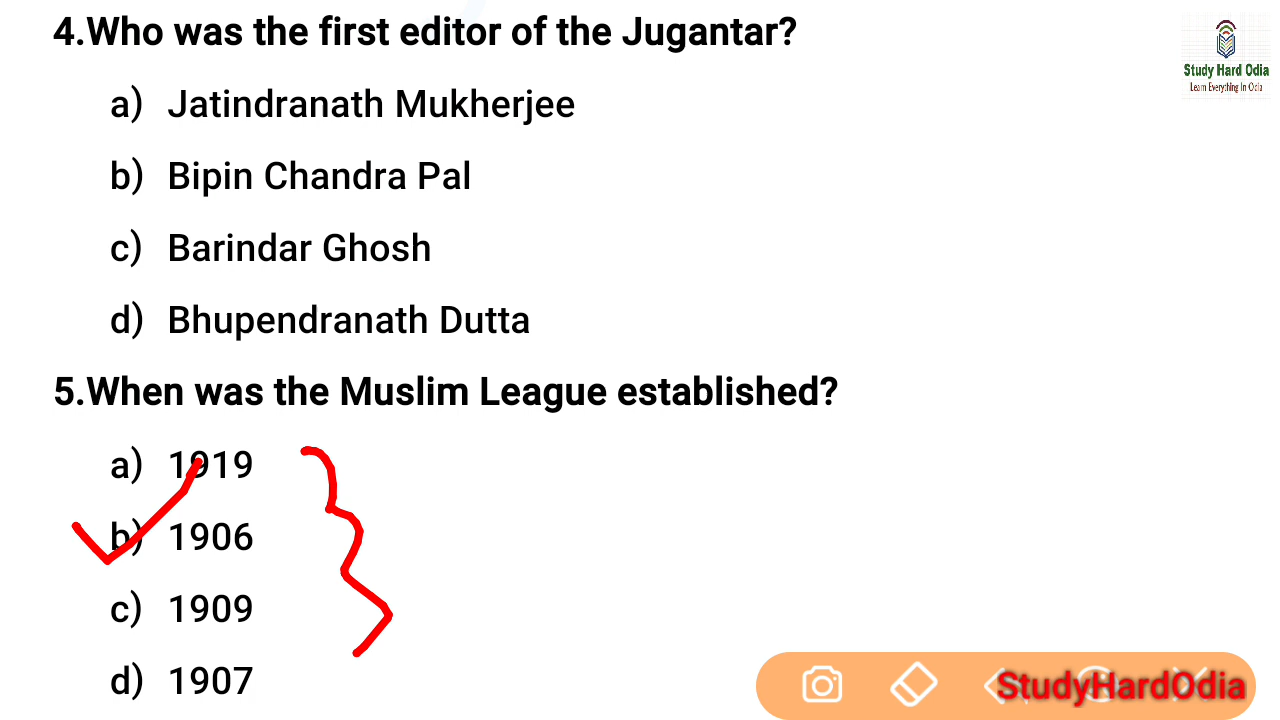 4.Who was the first editor of the Jugantar?
a) Jatindranath Mukherjee
b) Bipin Chandra Pal
c) Barindar Ghosh
d) Bhupendranath Dutta
5.When was the Muslim League established?
a) 1919
b) 1906
c) 1909
d) 1907
Study Hard Odia
Learn Everything In Odia
StudyHardOdia